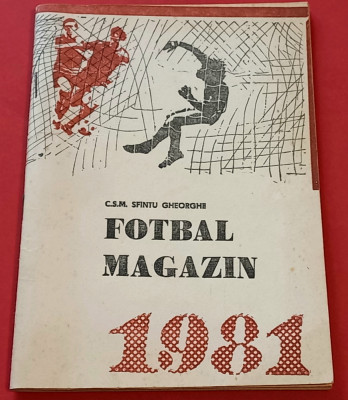 C.S.M. SFINTU GHEORGHE
FOTBAL
MAGAZIN
1981